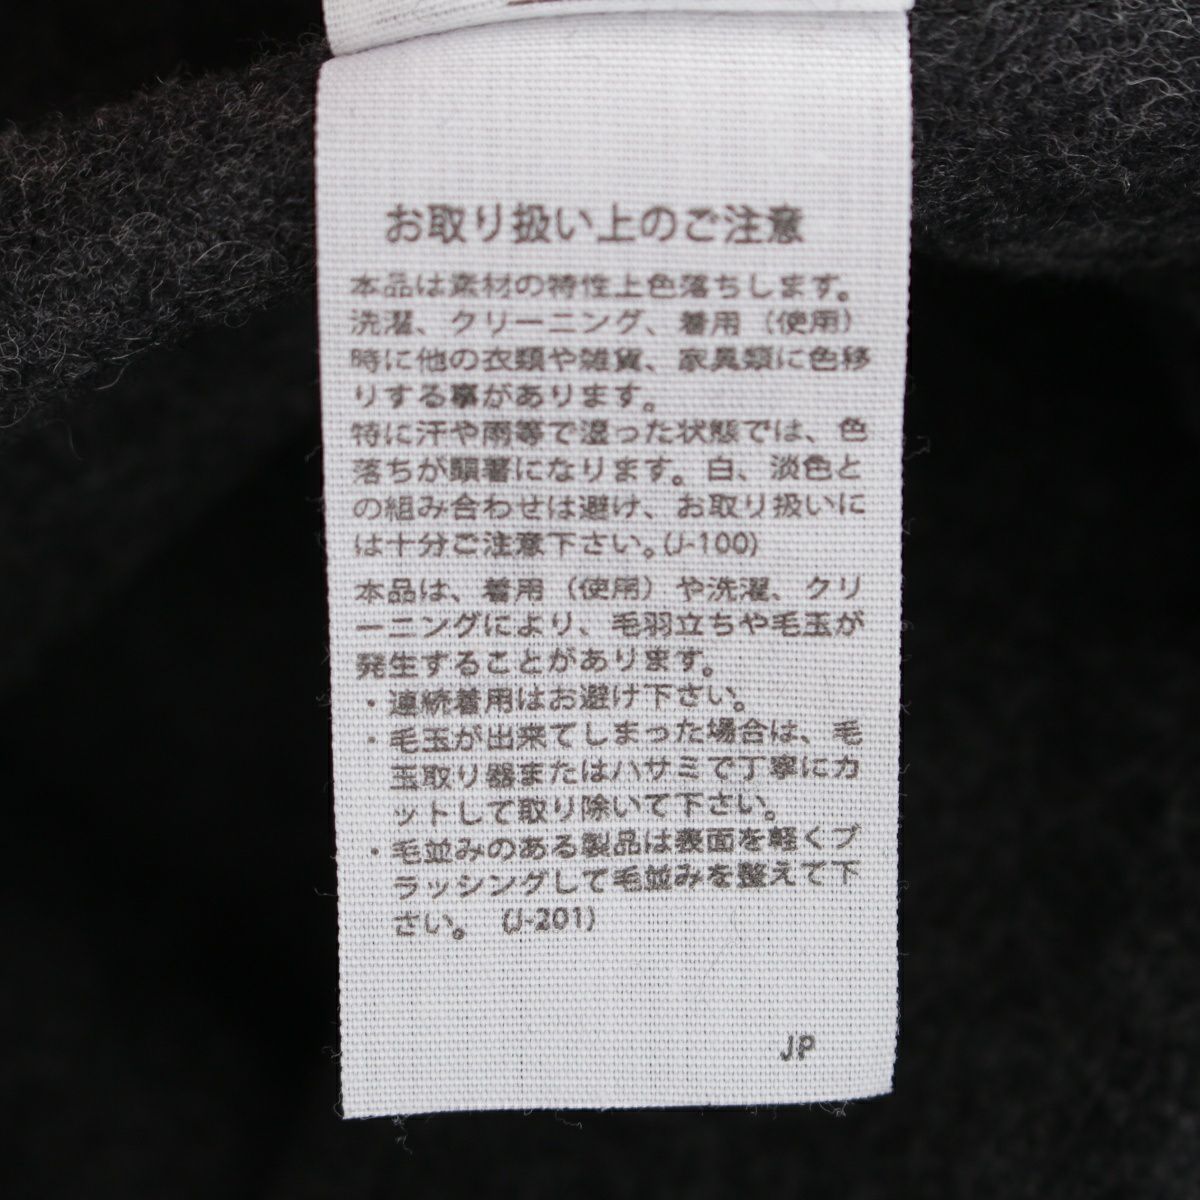 お取り扱い上のご注意
本品は素材の特性上色落ちします。
洗濯、クリーニング、着用（使用）
時に他の衣類や雑貨、家具類に色移
りする事があります。
特に汗や雨等で湿った状態では、色
落ちが顕著になります。白、淡色と
の組み合わせは避け、お取り扱いに
は十分ご注意下さい。(J-100)
本品は、着用（使用）や洗濯、クリ
ーニングにより、毛羽立ちや毛玉が
発生することがあります。
・連続着用はお避け下さい。
・毛玉が出来てしまった場合は、毛
玉取り器またはハサミで丁寧にカ
ットして取り除いて下さい。
・毛並みのある製品は表面を軽くブ
ラッシングして毛並みを整えて下
さい。 (J-201)
JP